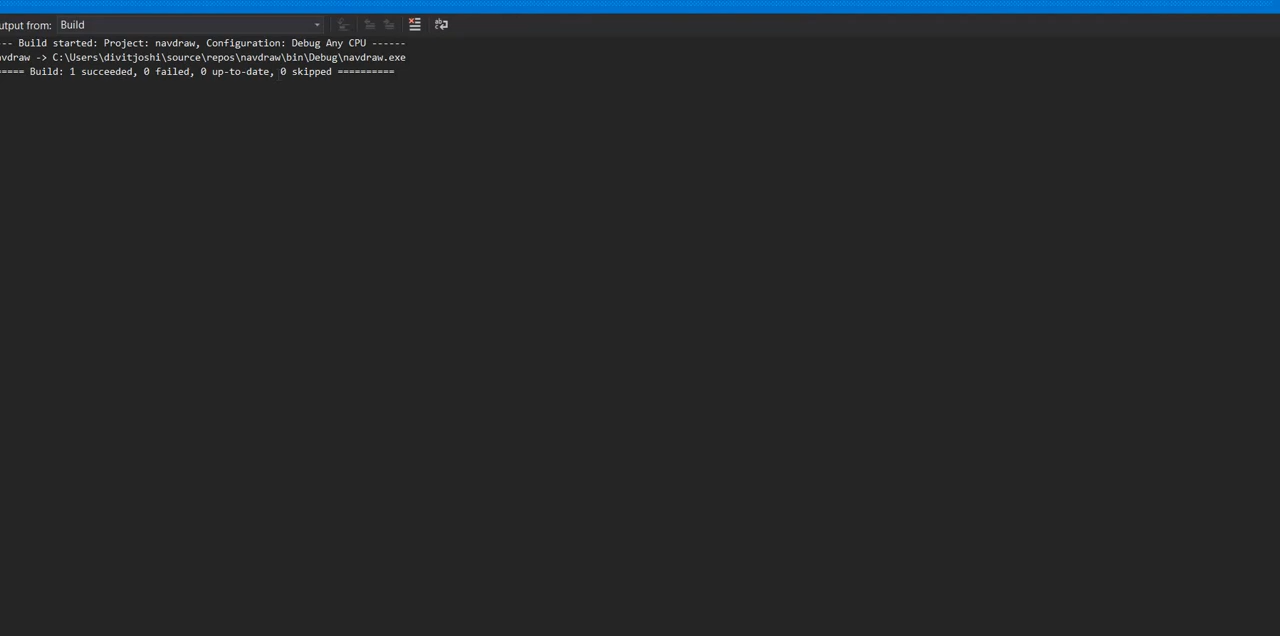 utput from: Build
--- Build started: Project: navdraw, Configuration: Debug Any CPU ------
avdraw -> C:\Users\divitjoshi\source\repos\navdraw\bin\Debug\navdraw.exe
===== Build: 1 succeeded, 0 failed, 0 up-to-date, 0 skipped ==========